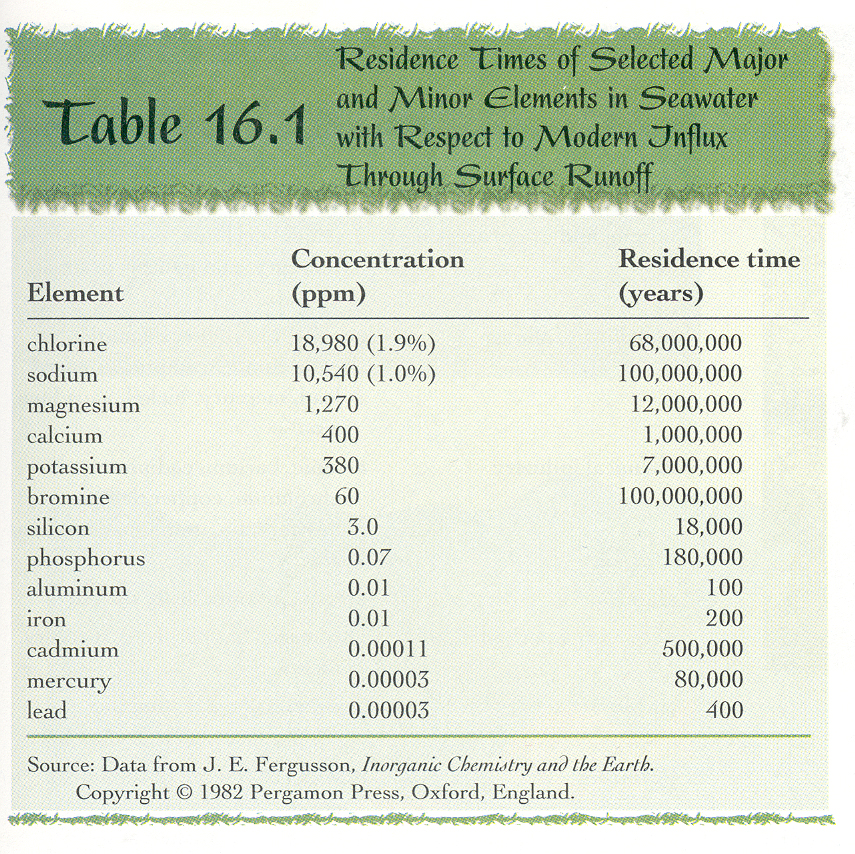 Table 16.1
Residence Times of Selected Major
and Minor Elements in Seawater
with Respect to Modern Influx
Through Surface Runoff
Element Concentration (ppm) Residence time (years)
chlorine 18,980 (1.9%) 68,000,000
sodium 10,540 (1.0%) 100,000,000
magnesium 1,270 12,000,000
calcium 400 1,000,000
potassium 380 7,000,000
bromine 60 100,000,000
silicon 3.0 18,000
phosphorus 0.07 180,000
aluminum 0.01 100
iron 0.01 200
cadmium 0.00011 500,000
mercury 0.00003 80,000
lead 0.00003 400
Source: Data from J. E. Fergusson, Inorganic Chemistry and the Earth.
Copyright © 1982 Pergamon Press, Oxford, England.